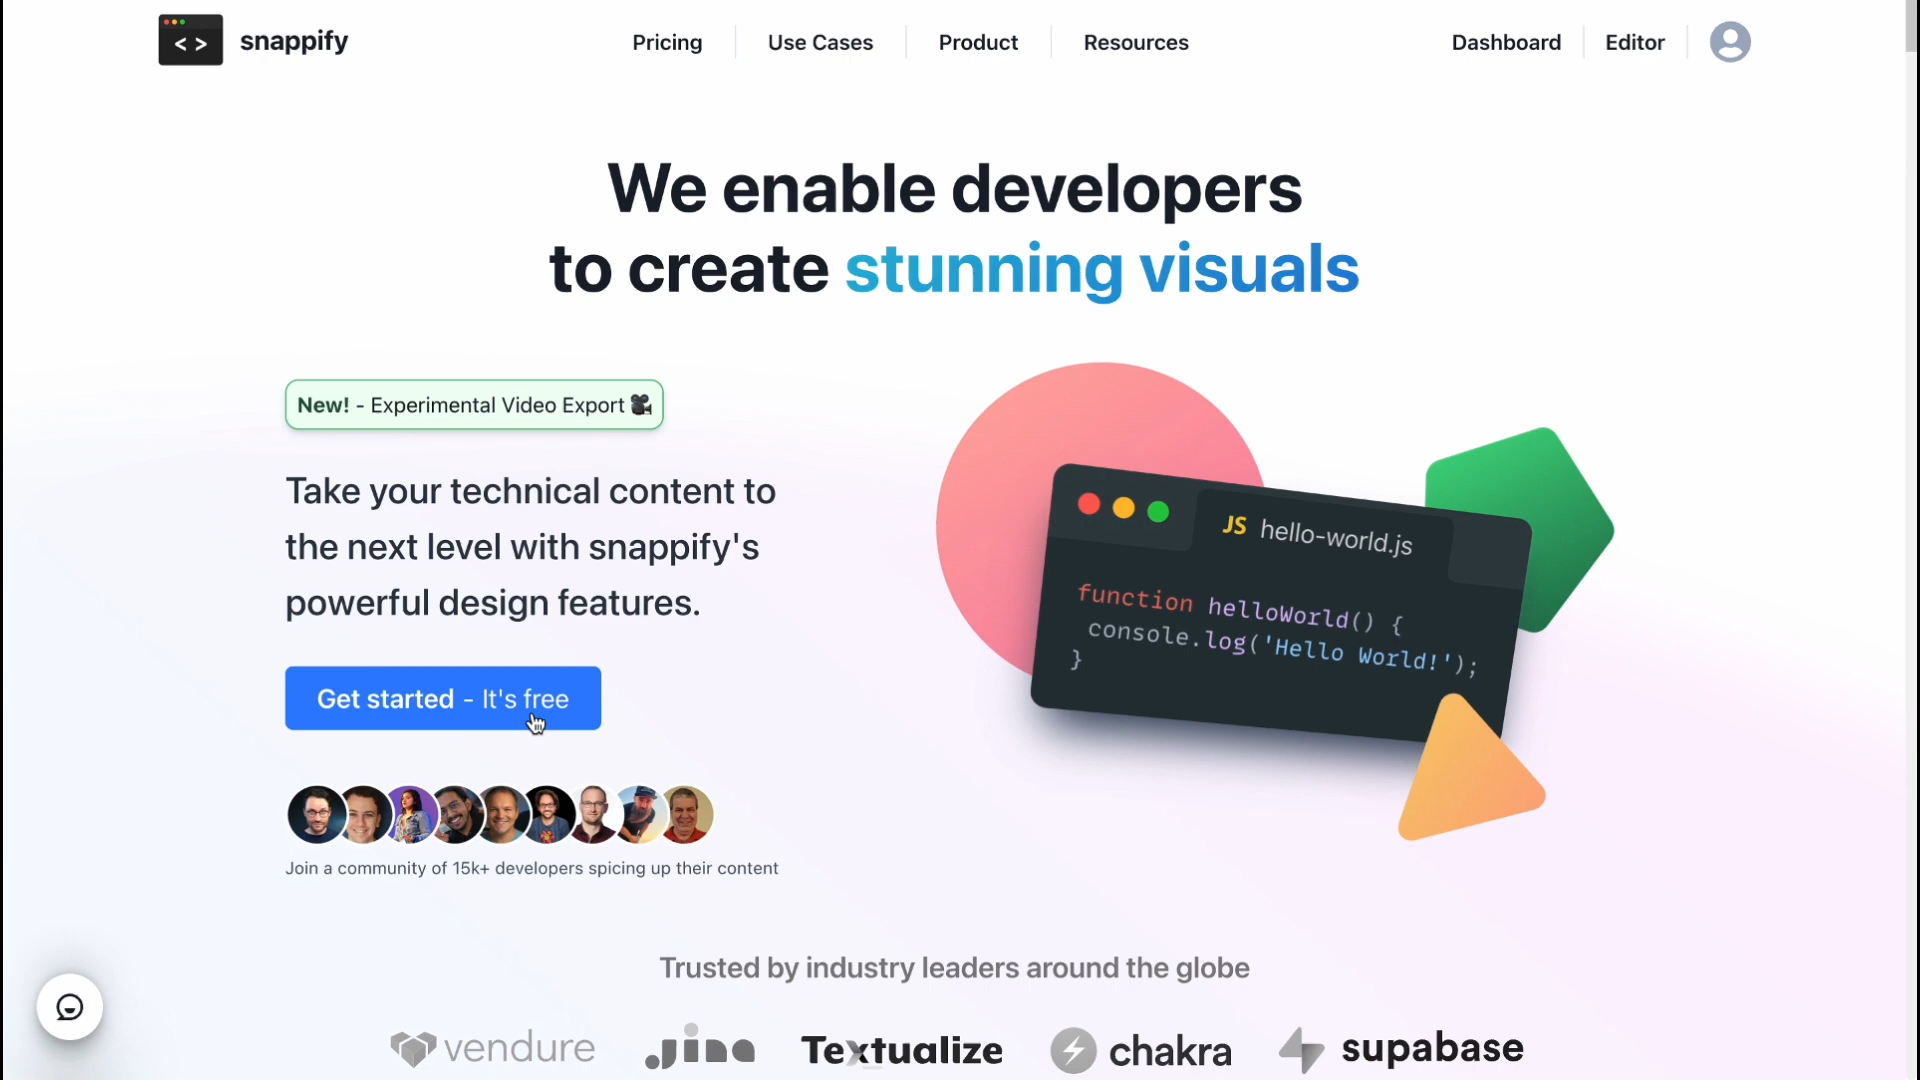 < > snappify
Pricing
Use Cases
Product
Resources
Dashboard
Editor
We enable developers
to create stunning visuals
New! - Experimental Video Export
Take your technical content to
the next level with snappify's
powerful design features.
Get started - It's free
Join a community of 15k+ developers spicing up their content
JS hello-world.js
function helloWorld() {
console.log('Hello World!');
}
Trusted by industry leaders around the globe
vendure
jina
Textualize
chakra
supabase